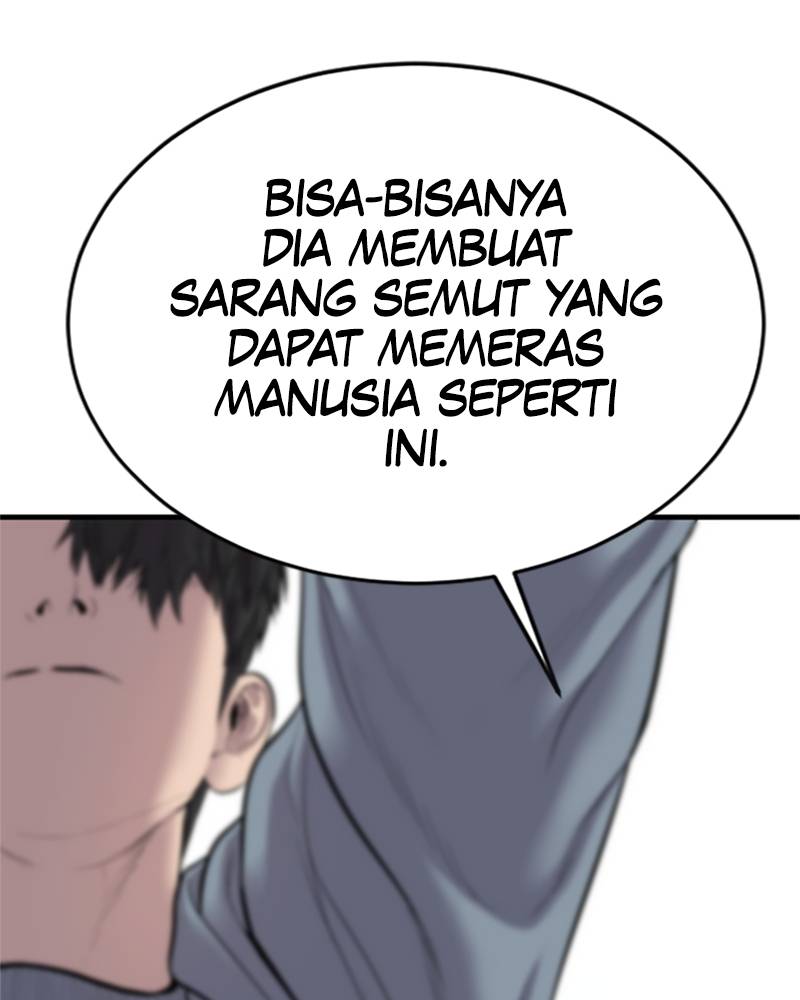 BISA-BISANYA
DIA MEMBUAT
SARANG SEMUT YANG
DAPAT MEMERAS
MANUSIA SEPERTI
INI.